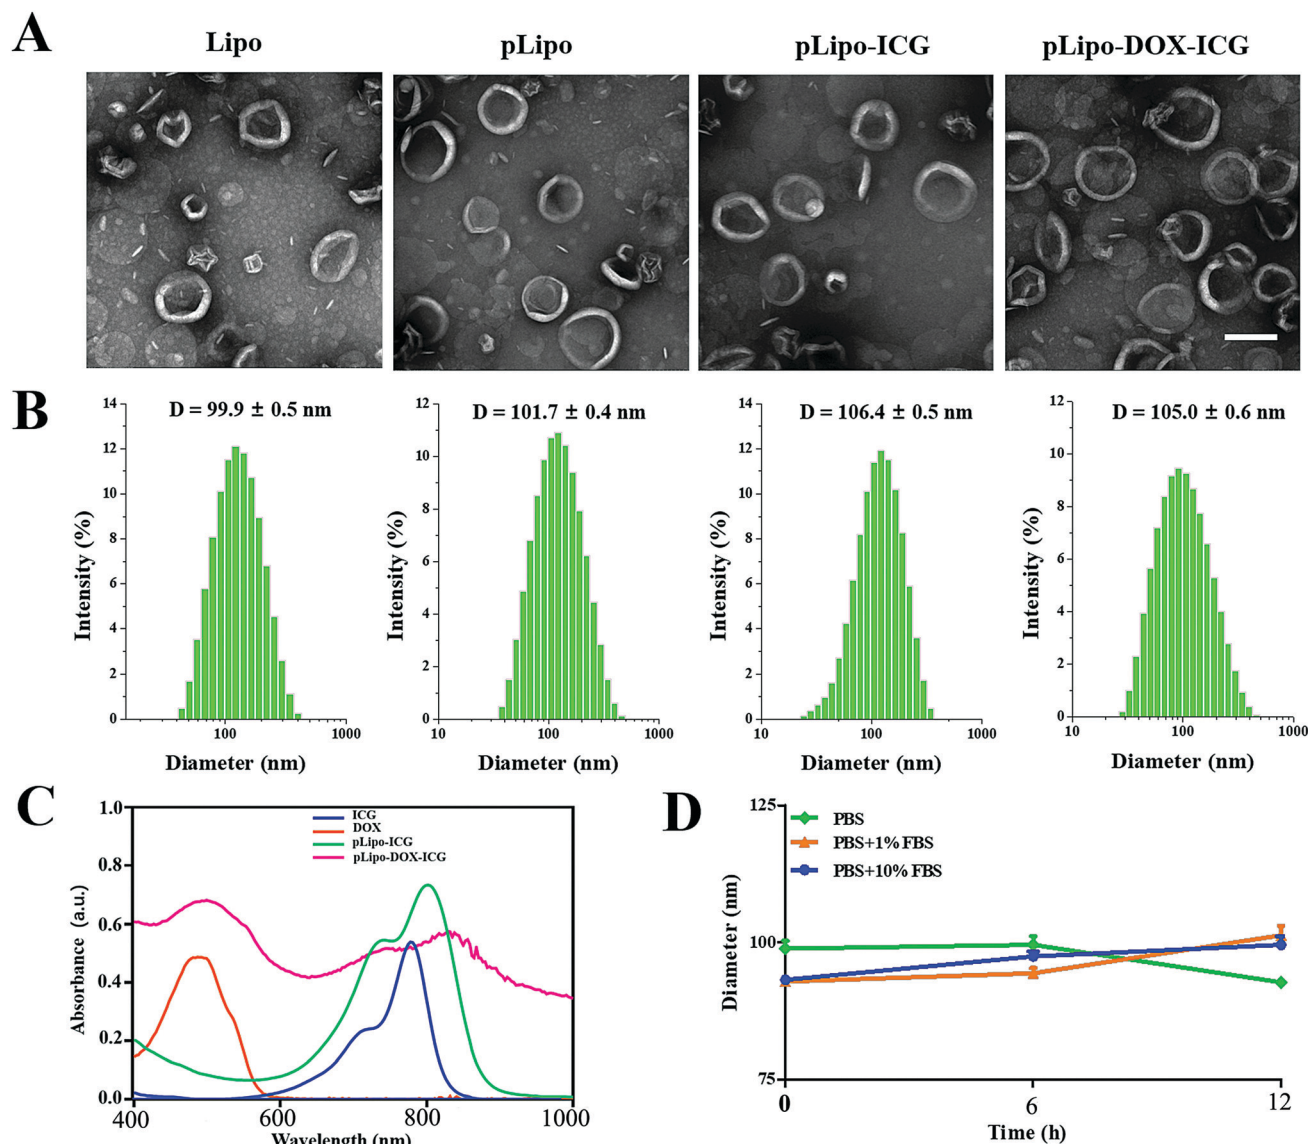 A
Lipo
pLipo
pLipo-ICG
pLipo-DOX-ICG
B
D = 99.9 ± 0.5 nm
14
12
10
8
6
4
2
0
100
1000
Intensity (%)
Diameter (nm)
D = 101.7 ± 0.4 nm
12
10
8
6
4
2
0
10
100
1000
Intensity (%)
Diameter (nm)
D = 106.4 ± 0.5 nm
14
12
10
8
6
4
2
0
10
100
1000
Intensity (%)
Diameter (nm)
D = 105.0 ± 0.6 nm
12
10
8
6
4
2
0
10
100
1000
Intensity (%)
Diameter (nm)
C
ICG
DOX
pLipo-ICG
pLipo-DOX-ICG
1.0
0.8
0.6
0.4
0.2
0.0
400
600
800
1000
Absorbance (a.u.)
Wavelength (nm)
D
PBS
PBS+1% FBS
PBS+10% FBS
125
100
75
0
6
12
Diameter (nm)
Time (h)